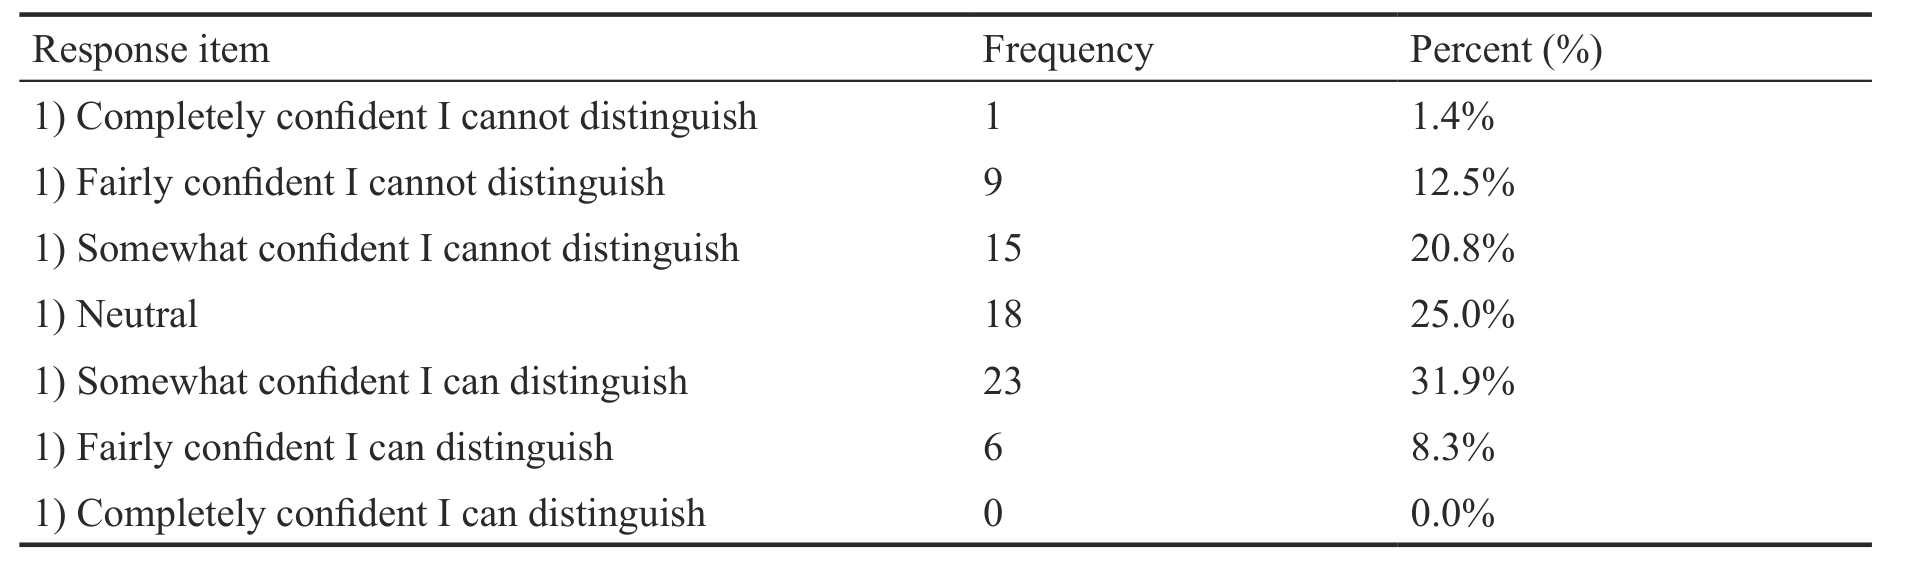 Response item Frequency Percent (%)
1) Completely confident I cannot distinguish 1 1.4%
1) Fairly confident I cannot distinguish 9 12.5%
1) Somewhat confident I cannot distinguish 15 20.8%
1) Neutral 18 25.0%
1) Somewhat confident I can distinguish 23 31.9%
1) Fairly confident I can distinguish 6 8.3%
1) Completely confident I can distinguish 0 0.0%